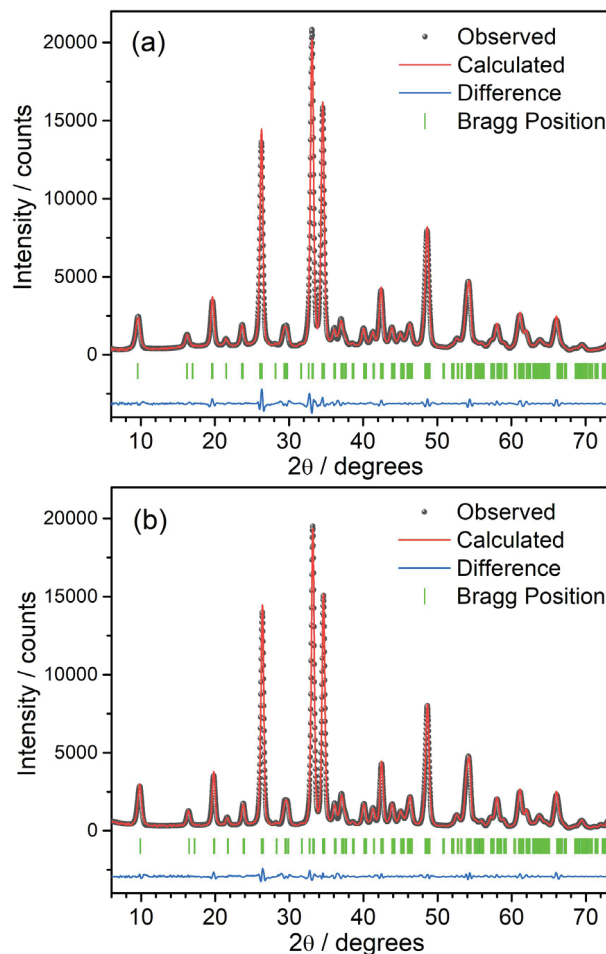 (a)
Observed
Calculated
Difference
Bragg Position
20000
15000
10000
5000
0
Intensity / counts
10 20 30 40 50 60 70
2θ / degrees
(b)
Observed
Calculated
Difference
Bragg Position
20000
15000
10000
5000
0
Intensity / counts
10 20 30 40 50 60 70
2θ / degrees